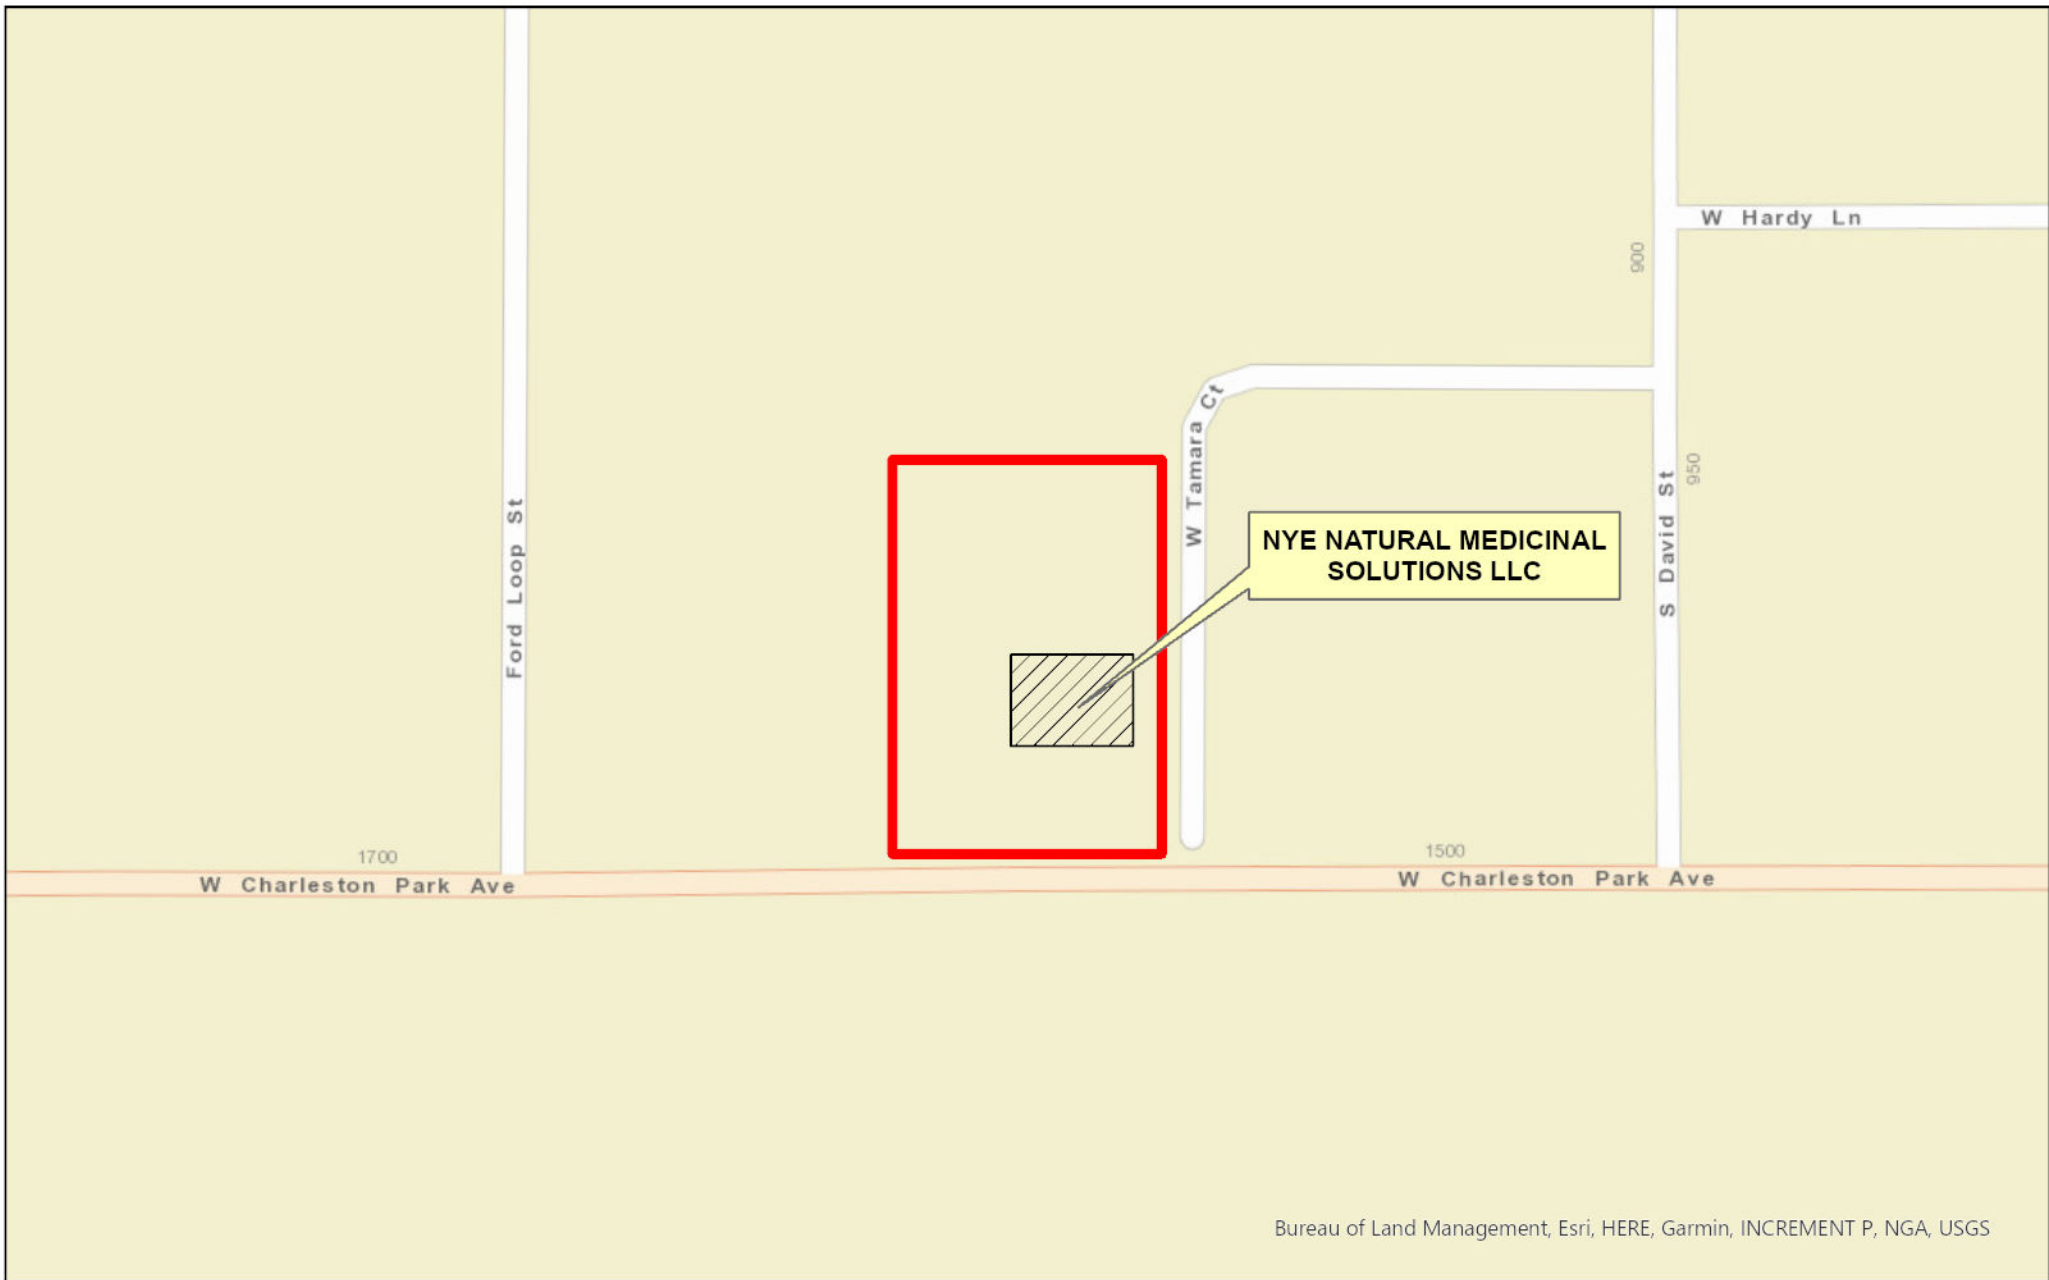 W Hardy Ln
900
W Tamara Ct
950
Ford Loop St
NYE NATURAL MEDICINAL
SOLUTIONS LLC
S David St
1700
1500
W Charleston Park Ave
W Charleston Park Ave
Bureau of Land Management, Esri, HERE, Garmin, INCREMENT P, NGA, USGS